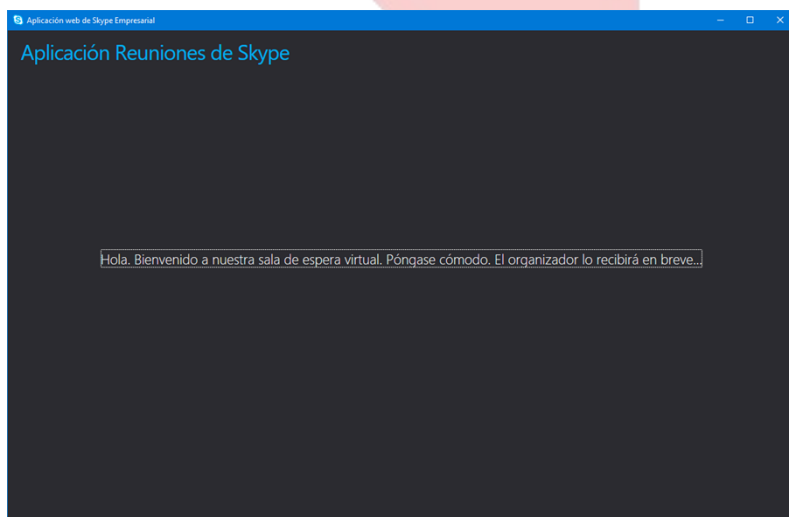 Aplicación web de Skype Empresarial
Aplicación Reuniones de Skype
Hola. Bienvenido a nuestra sala de espera virtual. Póngase cómodo. El organizador lo recibirá en breve...